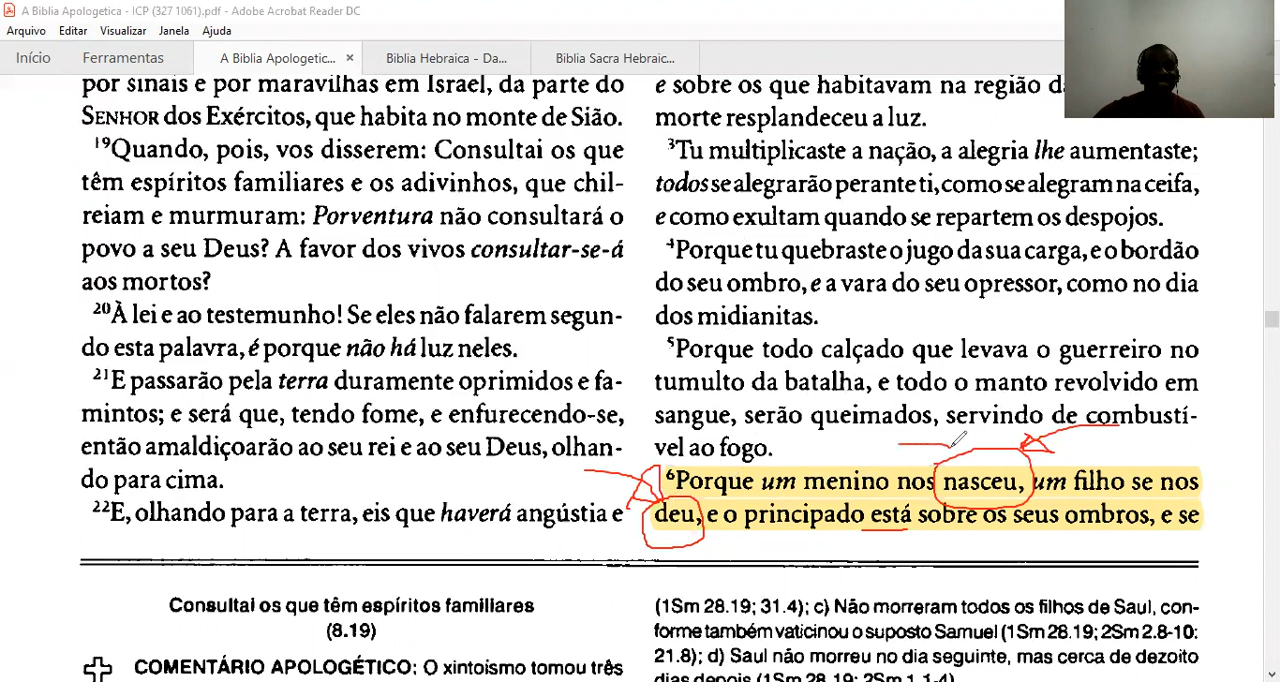 A Biblia Apologetica - ICP (327 1061).pdf - Adobe Acrobat Reader DC
Arquivo Editar Visualizar Janela Ajuda
Início Ferramentas A Biblia Apologetic... × Biblia Hebraica - Da... Biblia Sacra Hebraic...
por sinais e por maravilhas em Israel, da parte do
SENHOR dos Exércitos, que habita no monte de Sião.
19Quando, pois, vos disserem: Consultai os que
têm espíritos familiares e os adivinhos, que chil-
reiam e murmuram: Porventura não consultará o
povo a seu Deus? A favor dos vivos consultar-se-á
aos mortos?
20À lei e ao testemunho! Se eles não falarem segun-
do esta palavra, é porque não há luz neles.
21E passarão pela terra duramente oprimidos e fa-
mintos; e será que, tendo fome, e enfurecendo-se,
então amaldiçoarão ao seu rei e ao seu Deus, olhan-
do para cima.
22E, olhando para a terra, eis que haverá angústia e
e sobre os que habitavam na região
morte resplandeceu a luz.
3Tu multiplicaste a nação, a alegria lhe aumentaste;
todos se alegrarão perante ti, como se alegram na ceifa,
e como exultam quando se repartem os despojos.
4Porque tu quebraste o jugo da sua carga, e o bordão
do seu ombro, e a vara do seu opressor, como no dia
dos midianitas.
5Porque todo calçado que levava o guerreiro no
tumulto da batalha, e todo o manto revolvido em
sangue, serão queimados, servindo de combustí-
vel ao fogo.
6Porque um menino nos nasceu, um filho se nos
deu, e o principado está sobre os seus ombros, e se
Consultai os que têm espíritos familiares
(8.19)
COMENTÁRIO APOLOGÉTICO: O xintoísmo tomou três
(1Sm 28.19; 31.4); c) Não morreram todos os filhos de Saul, con-
forme também vaticinou o suposto Samuel (1Sm 28.19; 2Sm 2.8-10:
21.8); d) Saul não morreu no dia seguinte, mas cerca de dezoito
dias depois (1Sm 28.19; 2Sm 1.1-4)